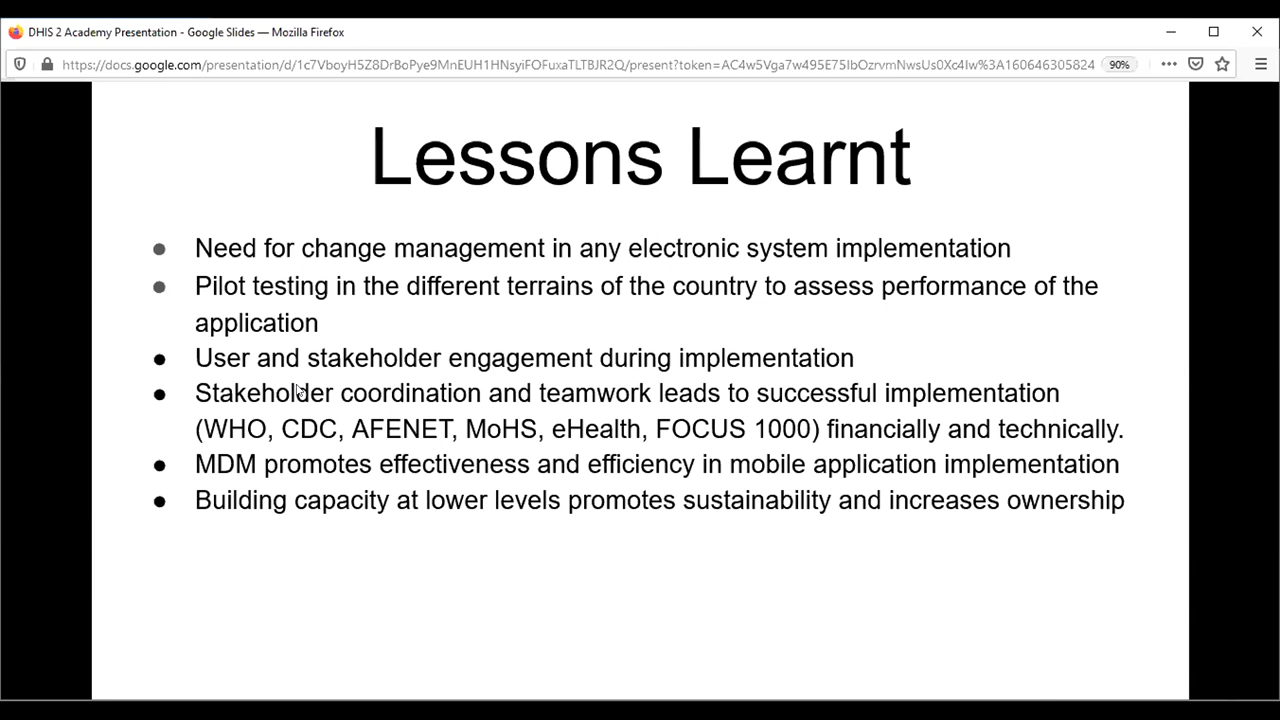 DHIS 2 Academy Presentation - Google Slides — Mozilla Firefox
https://docs.google.com/presentation/d/1c7VboyH5Z8DrBoPye9MnEUH1HNsyiFOFuxaTLTBJR2Q/present?token=AC4w5Vga7w495E75IbOzrvmNwsUs0Xc4Iw%3A160646305824 90%
Lessons Learnt
● Need for change management in any electronic system implementation
● Pilot testing in the different terrains of the country to assess performance of the
application
● User and stakeholder engagement during implementation
● Stakeholder coordination and teamwork leads to successful implementation
(WHO, CDC, AFENET, MoHS, eHealth, FOCUS 1000) financially and technically.
● MDM promotes effectiveness and efficiency in mobile application implementation
● Building capacity at lower levels promotes sustainability and increases ownership